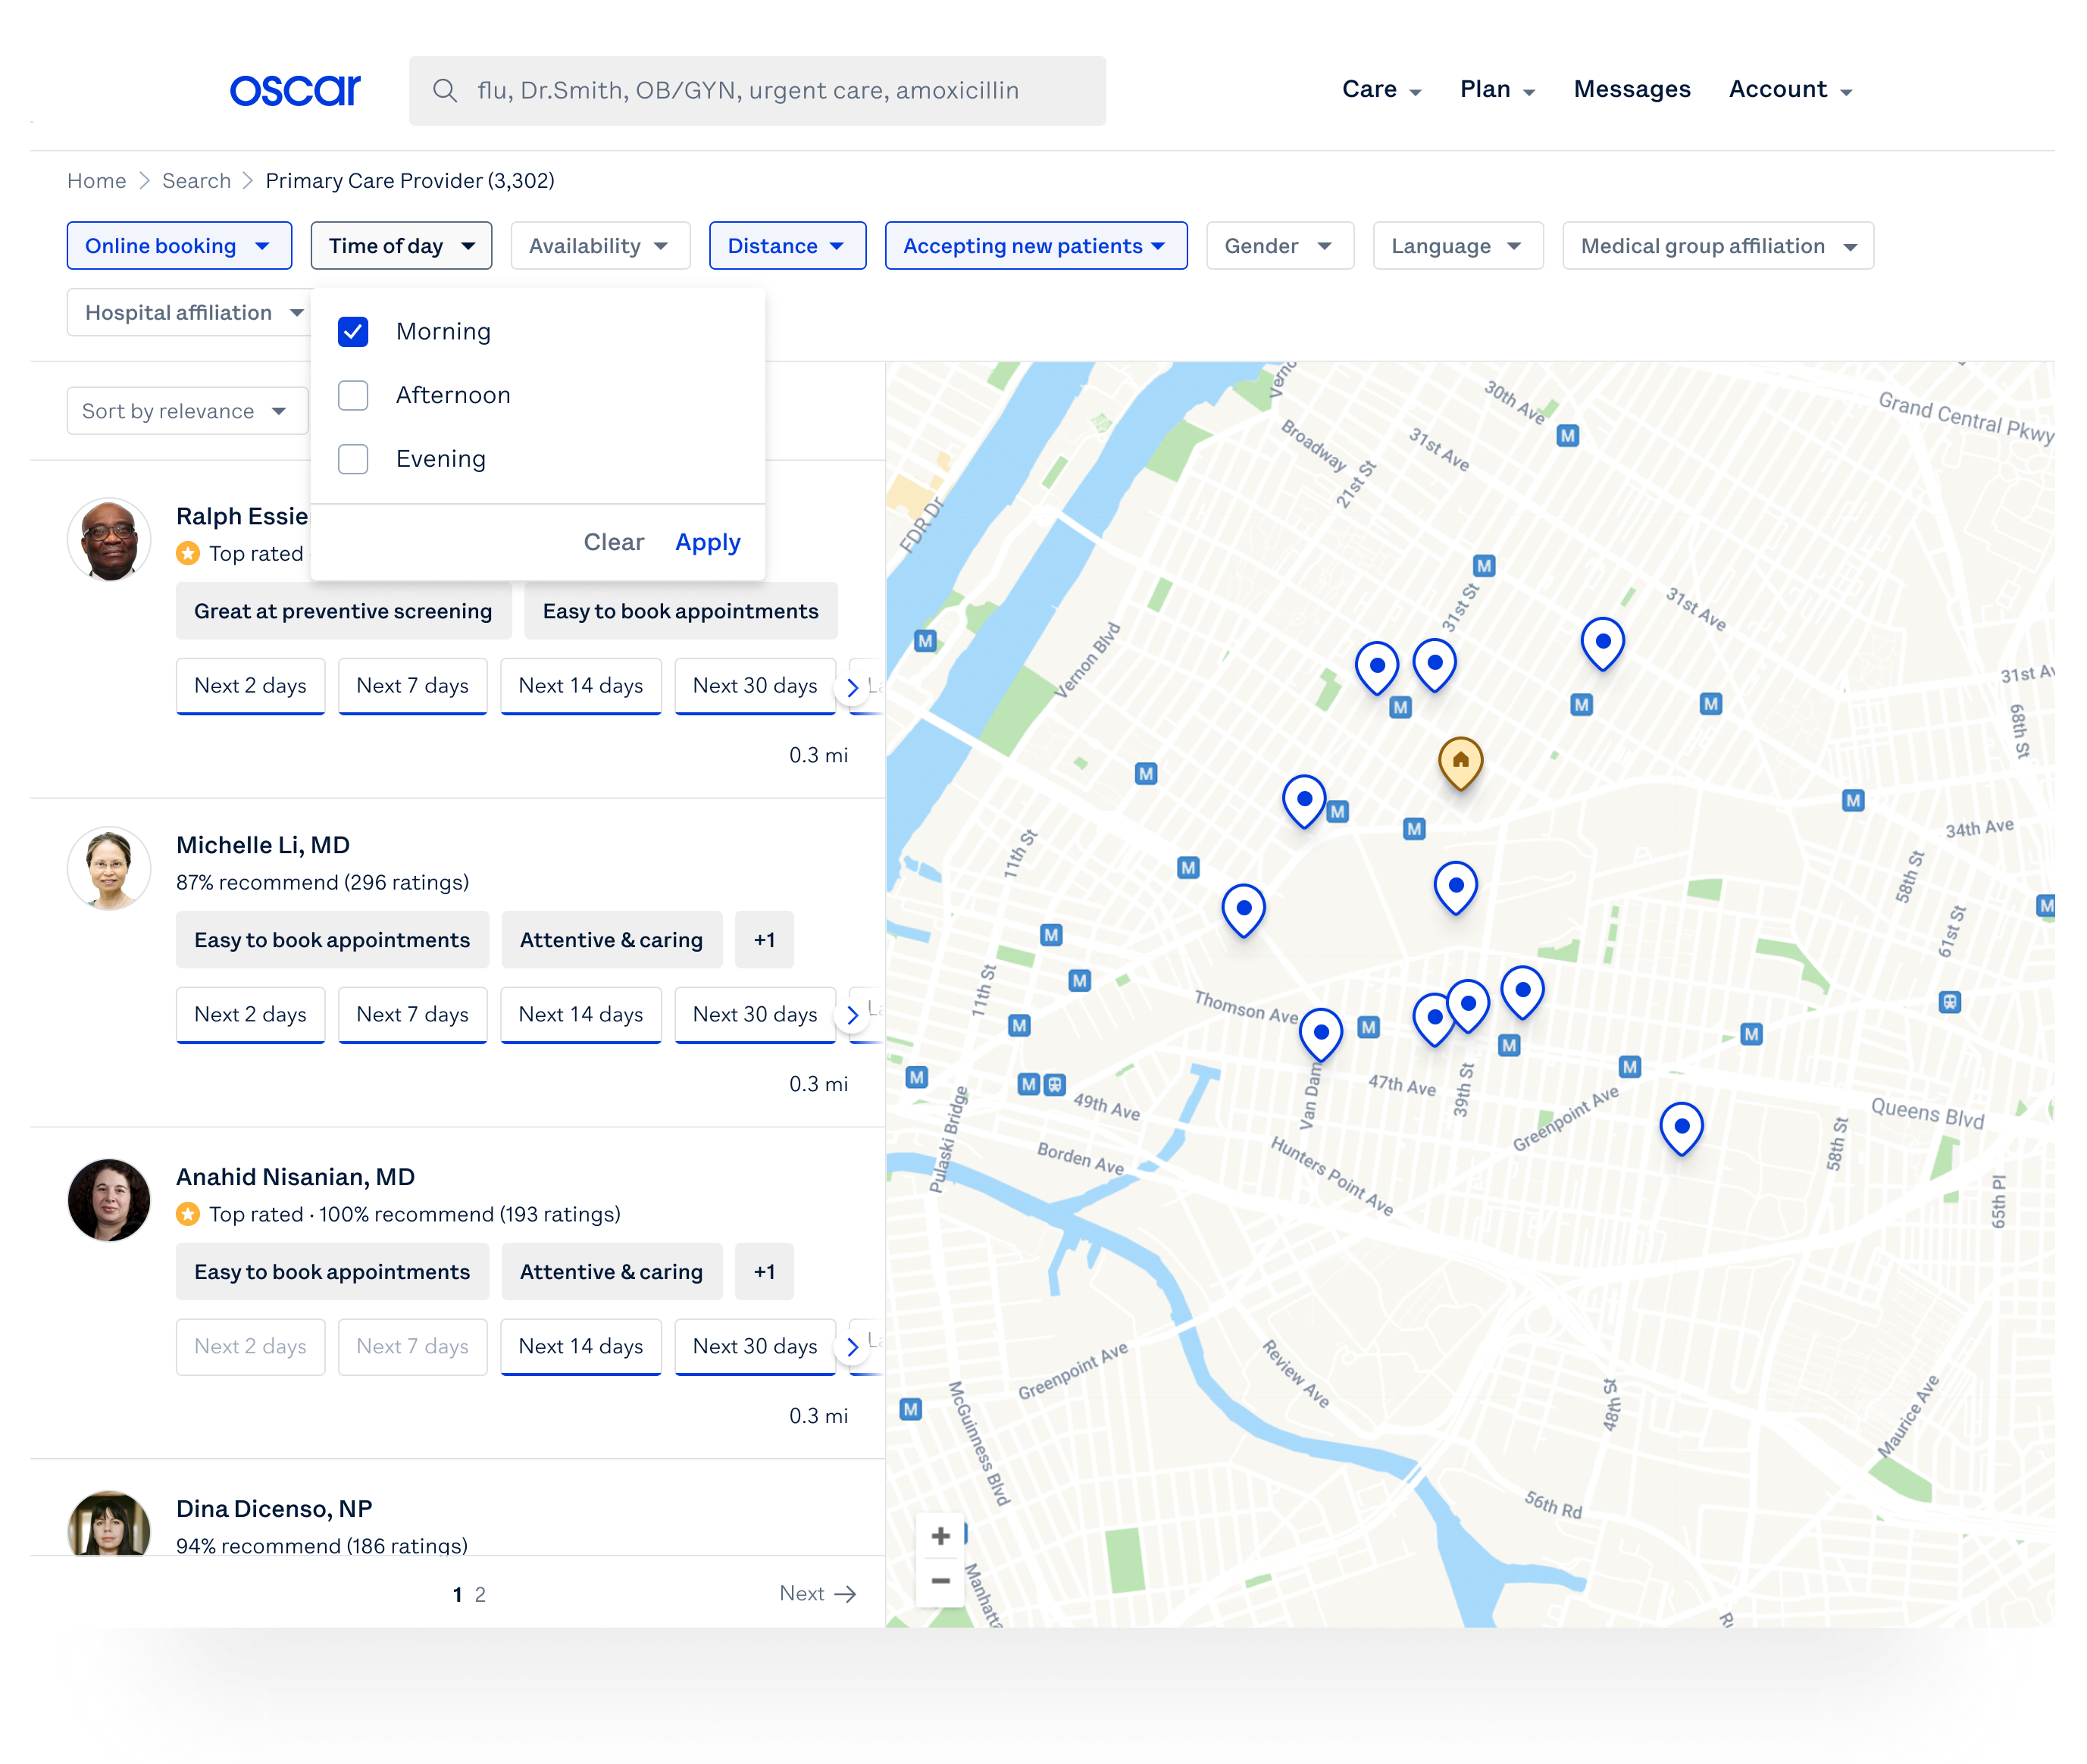 oscar
flu, Dr.Smith, OB/GYN, urgent care, amoxicillin
Care
Plan
Messages
Account
Home
Search
Primary Care Provider (3,302)
Online booking
Time of day
Availability
Distance
Accepting new patients
Gender
Language
Medical group affiliation
Hospital affiliation
Morning
Afternoon
Evening
Clear
Apply
Sort by relevance
Ralph Essie
Top rated
Great at preventive screening
Easy to book appointments
Next 2 days
Next 7 days
Next 14 days
Next 30 days
0.3 mi
Michelle Li, MD
87% recommend (296 ratings)
Easy to book appointments
Attentive & caring
+1
Next 2 days
Next 7 days
Next 14 days
Next 30 days
0.3 mi
Anahid Nisanian, MD
Top rated · 100% recommend (193 ratings)
Easy to book appointments
Attentive & caring
+1
Next 2 days
Next 7 days
Next 14 days
Next 30 days
0.3 mi
Dina Dicenso, NP
94% recommend (186 ratings)
1 2
Next
30th Ave
Grand Central Pkwy
Broadway
31st Ave
21st St
M
FDR Dr
M
31st St
31st Ave
M
Vernon Blvd
31st Av
68th St
M
M
M
M
M
M
M
34th Ave
11th St
M
58th St
M
61st St
M
M
11th St
Thomson Ave
M
M
M
M
M
M
M
49th Ave
Van Dam
47th Ave
39th St
Greenpoint Ave
Queens Blvd
Pulaski Bridge
Borden Ave
Hunters Point Ave
58th St
65th Pl
Greenpoint Ave
Review Ave
48th St
Maurice Ave
M
McGuinness Blvd
56th Rd
+
−